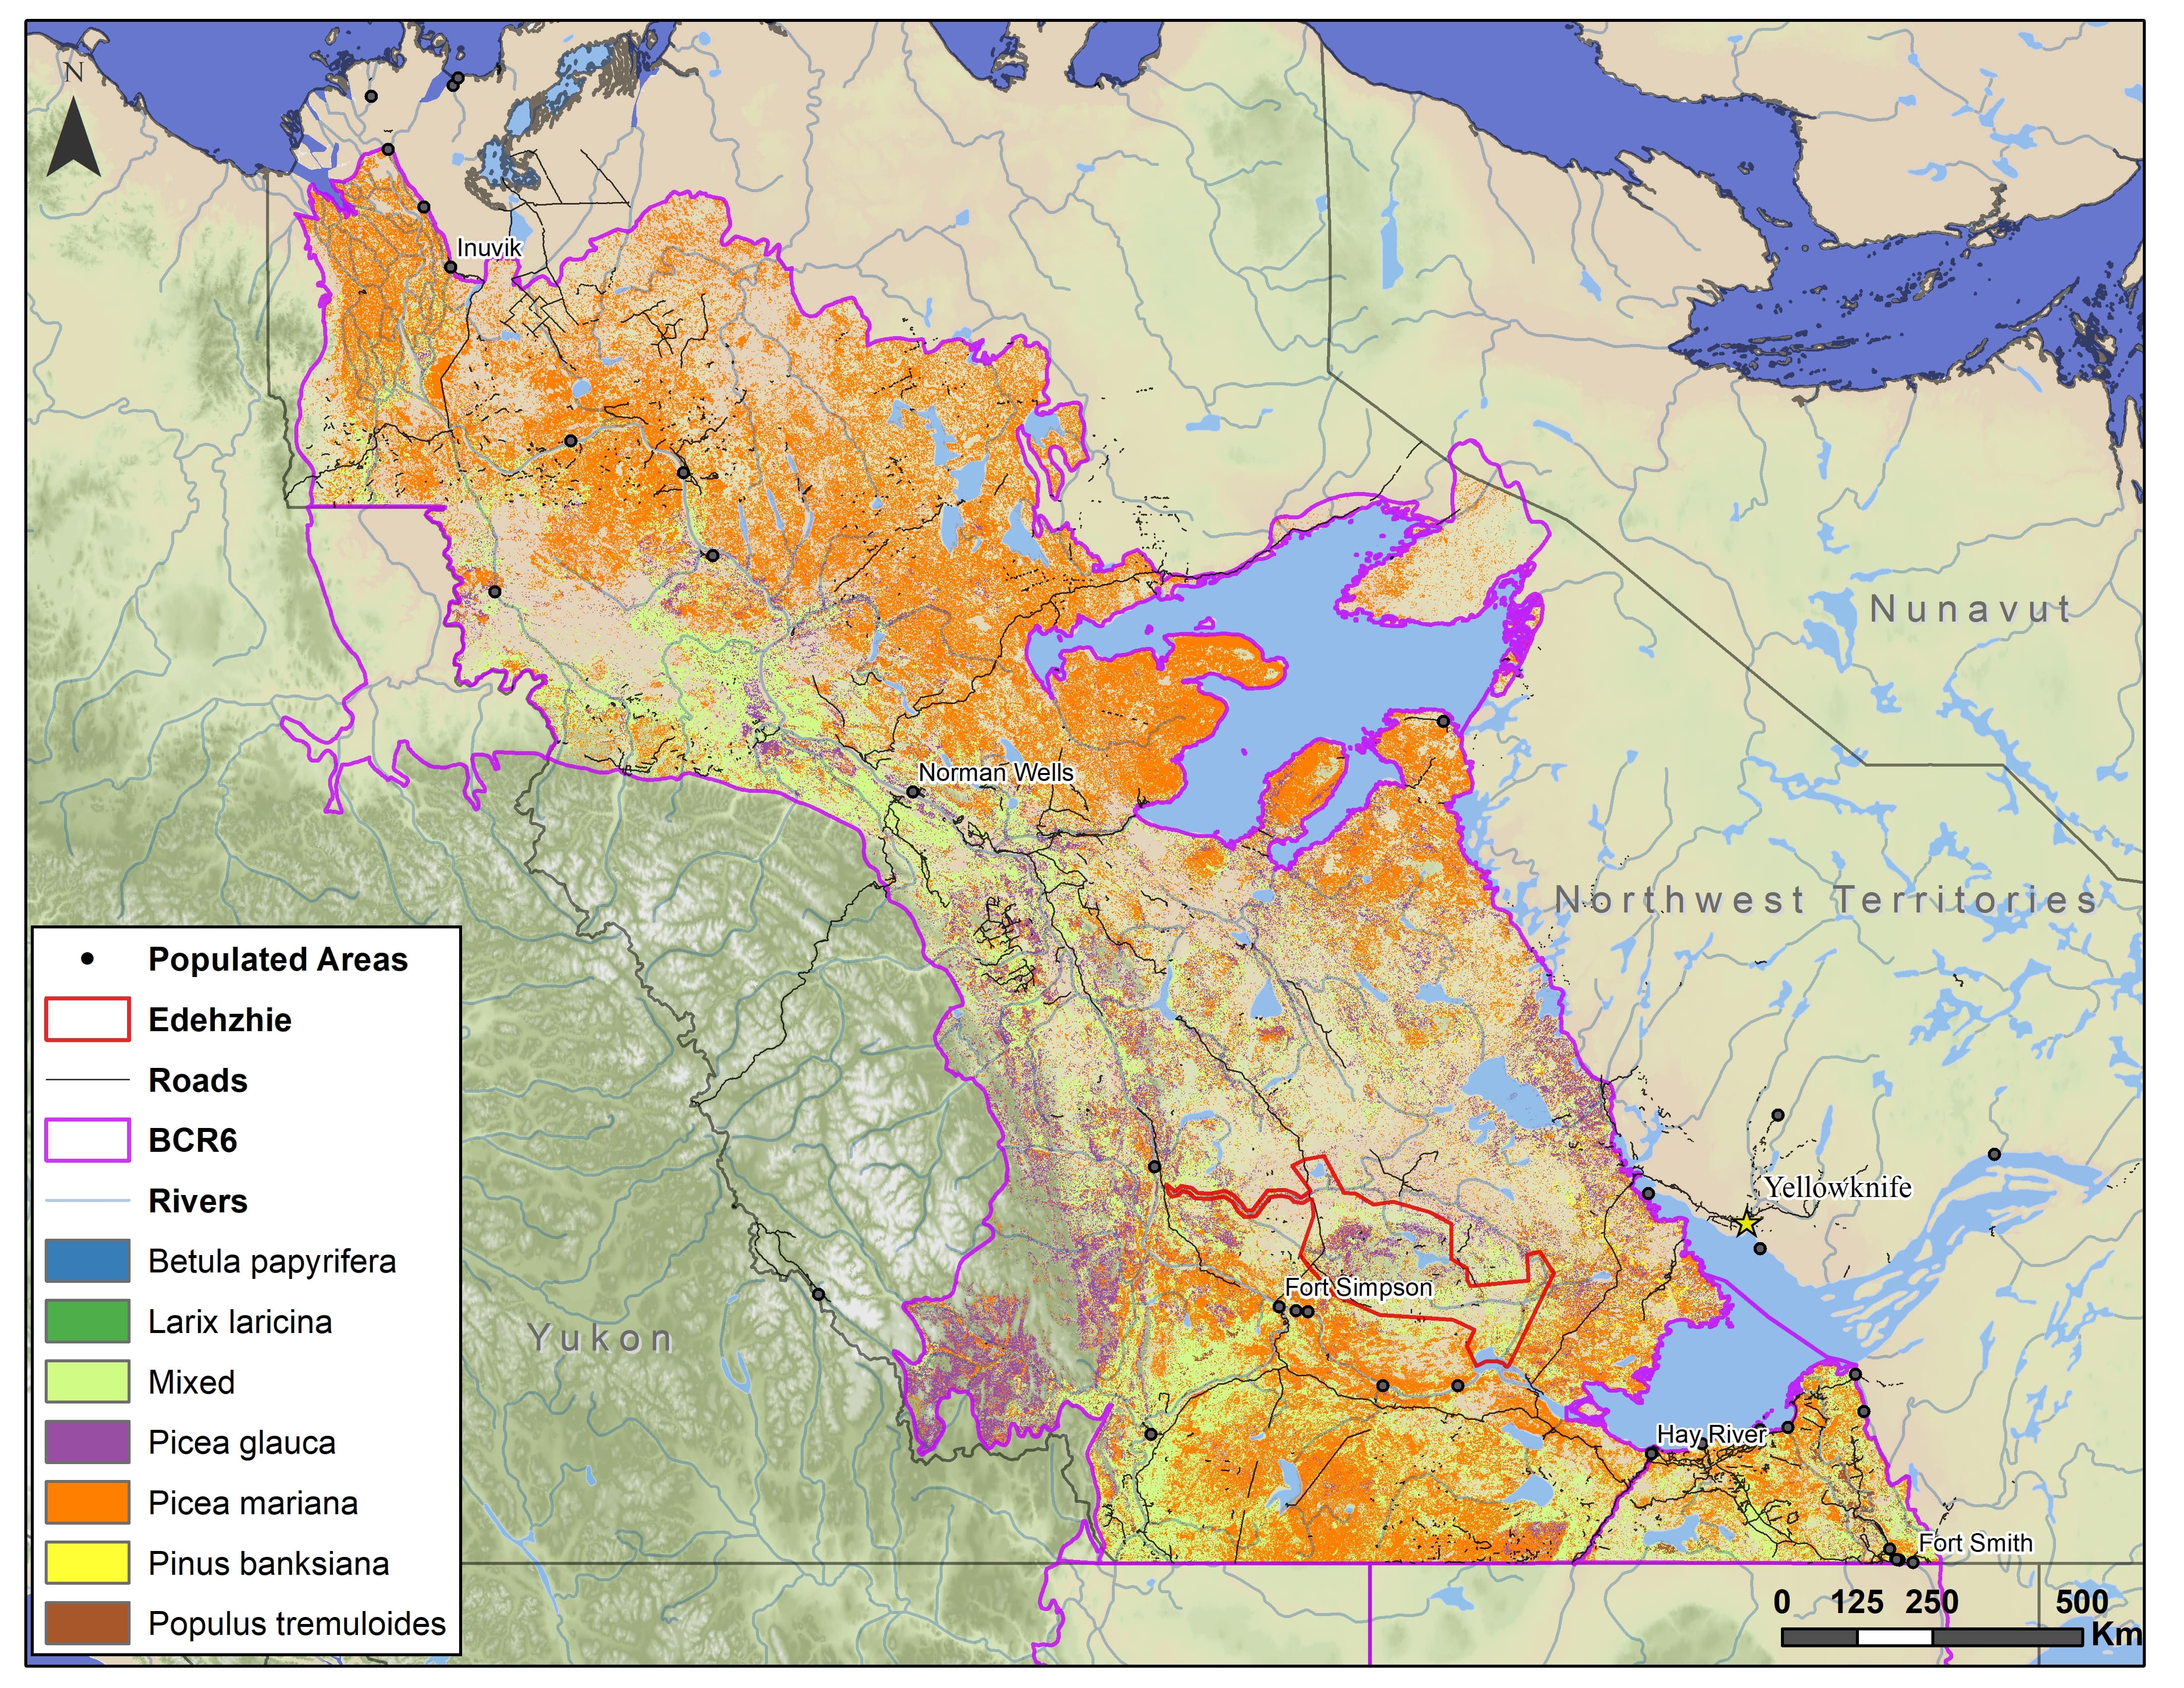 N
Inuvik
Nunavut
Norman Wells
Northwest Territories
Yellowknife
Fort Simpson
Yukon
Hay River
Fort Smith
Populated Areas
Edehzhie
Roads
BCR6
Rivers
Betula papyrifera
Larix laricina
Mixed
Picea glauca
Picea mariana
Pinus banksiana
Populus tremuloides
0 125 250 500
Km